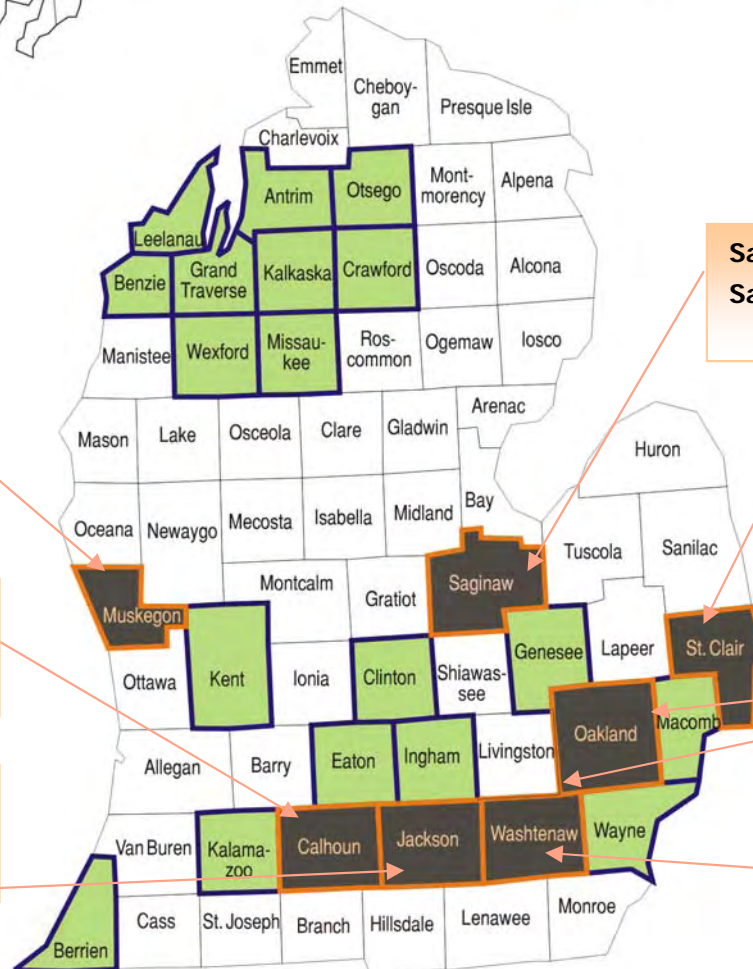 Emmet
Cheboy-
gan
Presque Isle
Charlevoix
Antrim
Otsego
Mont-
morency
Alpena
Leelanau
Benzie
Grand
Traverse
Kalkaska
Crawford
Oscoda
Alcona
Sa
Sa
Manistee
Wexford
Missau-
kee
Ros-
common
Ogemaw
Iosco
Arenac
Mason
Lake
Osceola
Clare
Gladwin
Huron
Oceana
Newaygo
Mecosta
Isabella
Midland
Bay
Tuscola
Sanilac
Muskegon
Montcalm
Gratiot
Saginaw
Ottawa
Kent
Ionia
Clinton
Shiawas-
see
Genesee
Lapeer
St. Clair
Allegan
Barry
Eaton
Ingham
Livingston
Oakland
Macomb
Van Buren
Kalama-
zoo
Calhoun
Jackson
Washtenaw
Wayne
Berrien
Cass
St. Joseph
Branch
Hillsdale
Lenawee
Monroe